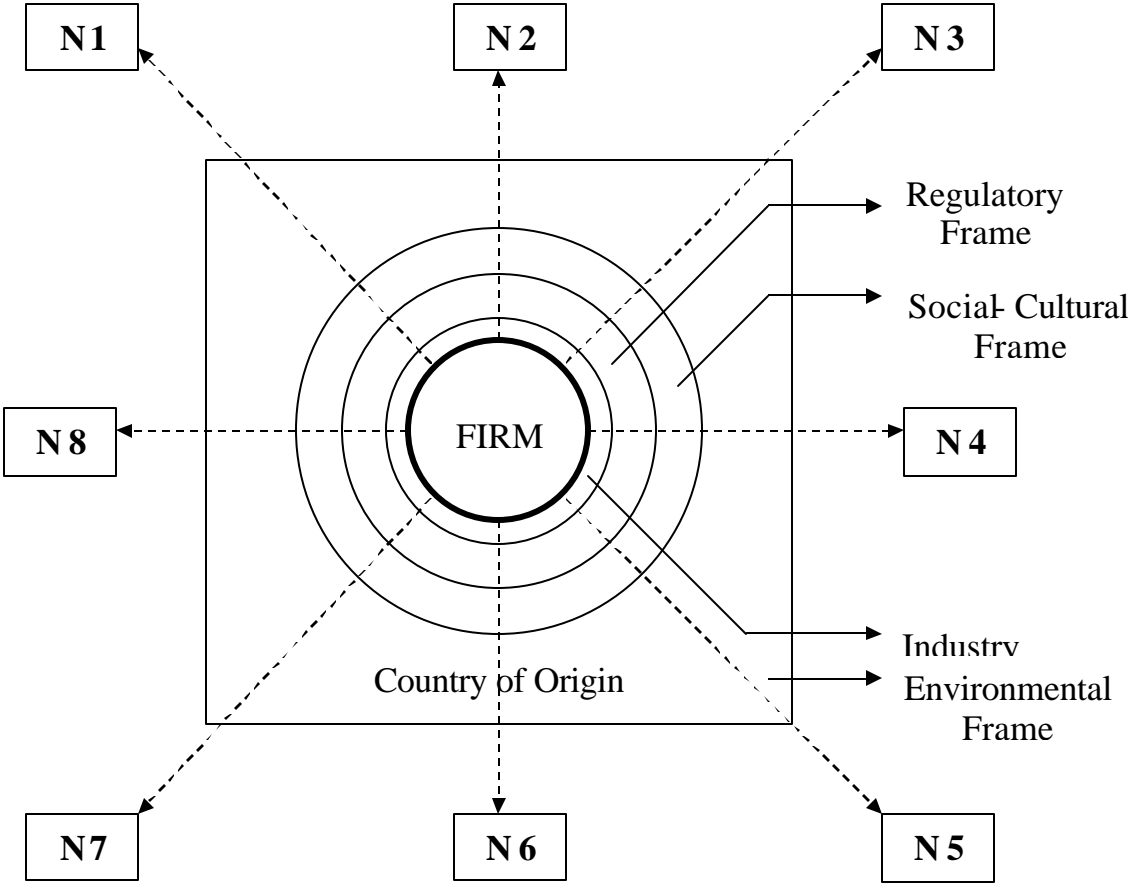 N1
N 2
N 3
Regulatory
Frame
Social- Cultural
Frame
N 8
FIRM
N 4
Industry
Country of Origin
Environmental
Frame
N7
N 6
N 5